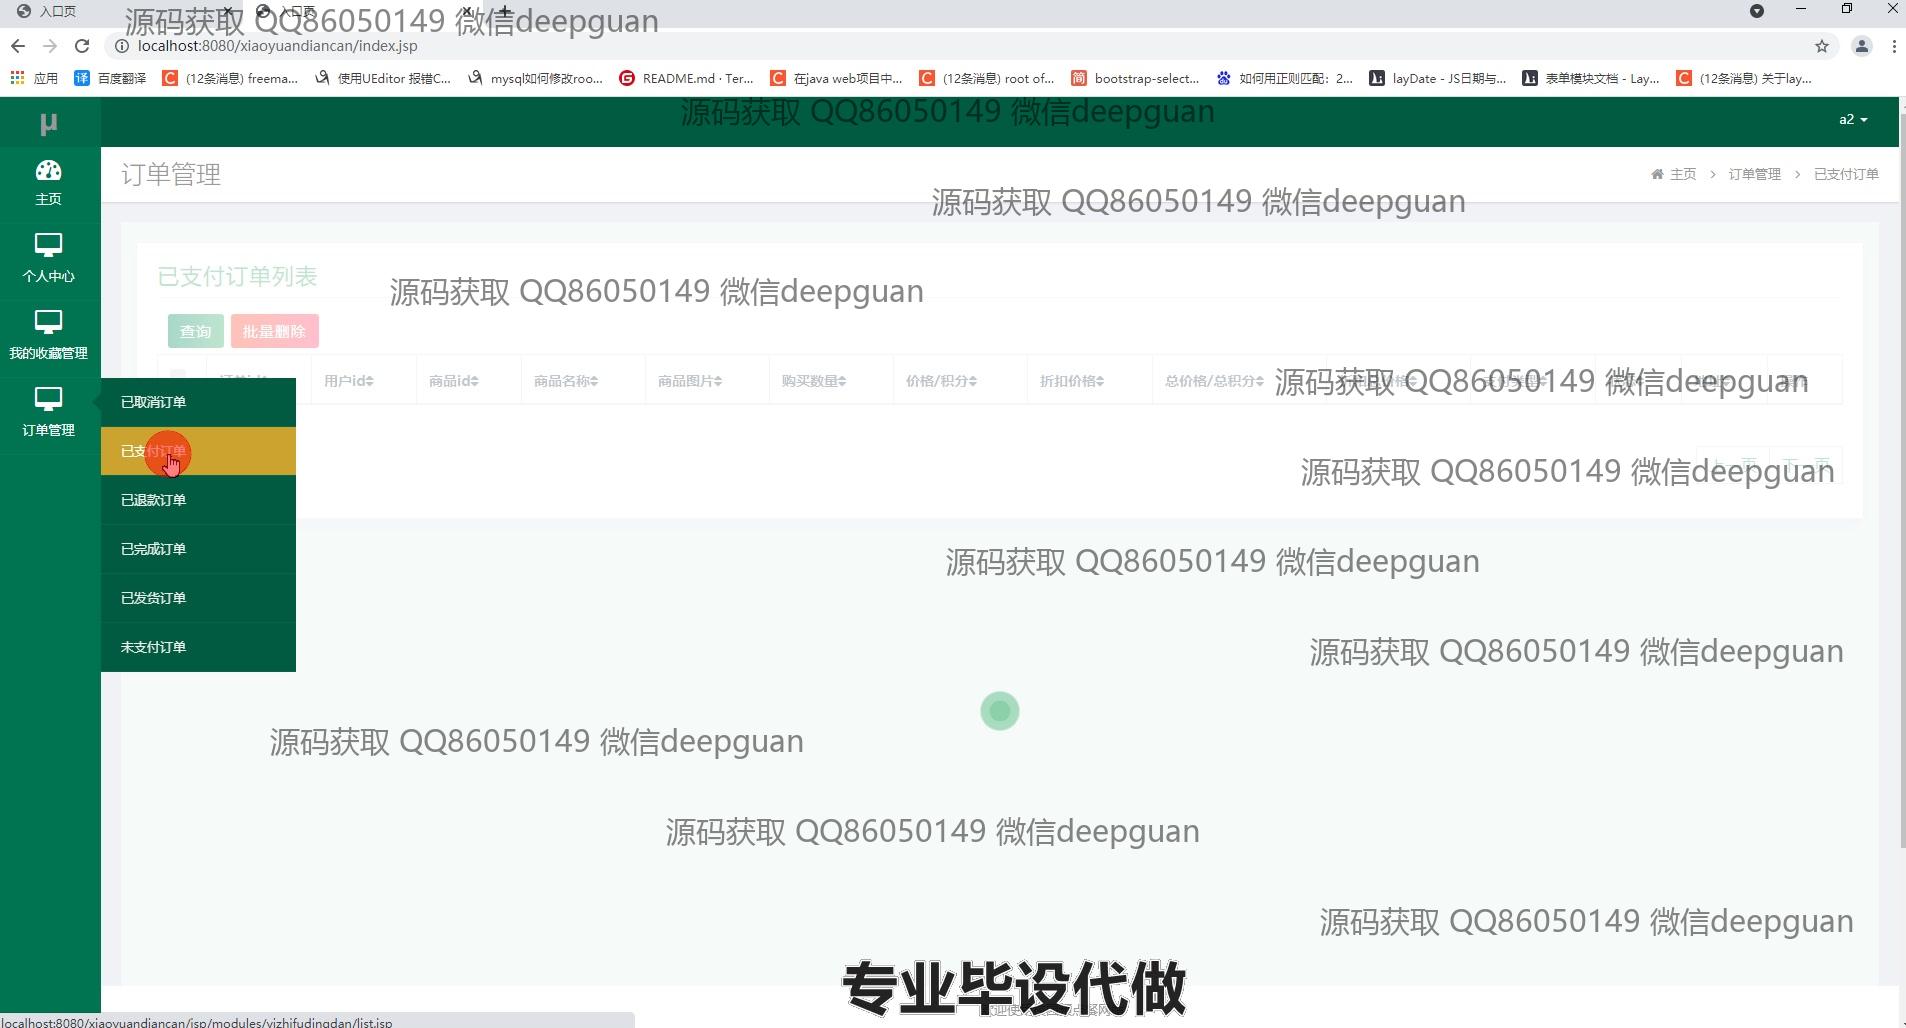 入口页
入口页
源码获取 QQ86050149 微信deepguan
localhost:8080/xiaoyuandiancan/index.jsp
应用
百度翻译
(12条消息) freema...
使用UEditor 报错C...
mysql如何修改roo...
README.md · Ter...
在java web项目中...
(12条消息) root of...
bootstrap-select...
如何用正则匹配：2...
layDate - JS日期与...
表单模块文档 - Lay...
(12条消息) 关于lay...
源码获取 QQ86050149 微信deepguan
μ
a2
主页
订单管理
主页 > 订单管理 > 已支付订单
源码获取 QQ86050149 微信deepguan
个人中心
已支付订单列表
源码获取 QQ86050149 微信deepguan
查询
批量删除
我的收藏管理
用户id
商品id
商品名称
商品图片
购买数量
价格/积分
折扣价格
总价格/总积分
源码获取 QQ86050149 微信deepguan
订单管理
已取消订单
已支付订单
已退款订单
已完成订单
已发货订单
未支付订单
上一页
下一页
源码获取 QQ86050149 微信deepguan
源码获取 QQ86050149 微信deepguan
源码获取 QQ86050149 微信deepguan
源码获取 QQ86050149 微信deepguan
源码获取 QQ86050149 微信deepguan
源码获取 QQ86050149 微信deepguan
专业毕设代做
localhost:8080/xiaoyuandiancan/jsp/modules/yizhifudingdan/list.jsp